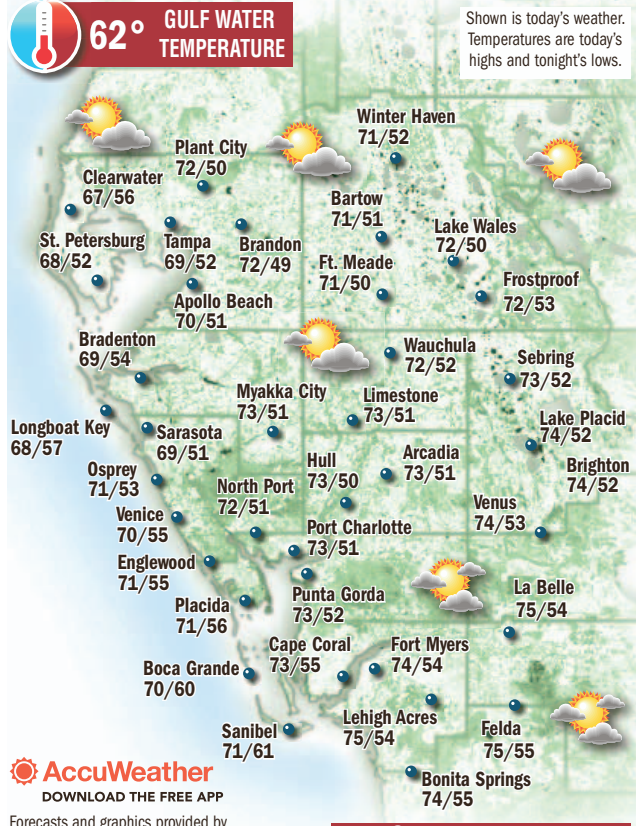 62°
GULF WATER
TEMPERATURE
Shown is today's weather.
Temperatures are today's
highs and tonight's lows.
Winter Haven
71/52
Plant City
72/50
Clearwater
67/56
Bartow
71/51
Lake Wales
72/50
St. Petersburg
68/52
Tampa
69/52
Brandon
72/49
Ft. Meade
71/50
Frostproof
72/53
Apollo Beach
70/51
Bradenton
69/54
Wauchula
72/52
Sebring
73/52
Myakka City
73/51
Limestone
73/51
Longboat Key
68/57
Sarasota
69/51
Lake Placid
74/52
Osprey
71/53
Hull
73/50
Arcadia
73/51
Brighton
74/52
North Port
72/51
Venice
70/55
Venus
74/53
Port Charlotte
73/51
Englewood
71/55
Punta Gorda
73/52
La Belle
75/54
Placida
71/56
Cape Coral
73/55
Fort Myers
74/54
Boca Grande
70/60
Lehigh Acres
75/54
Sanibel
71/61
Felda
75/55
Bonita Springs
74/55
AccuWeather
DOWNLOAD THE FREE APP
Forecasts and graphics provided by